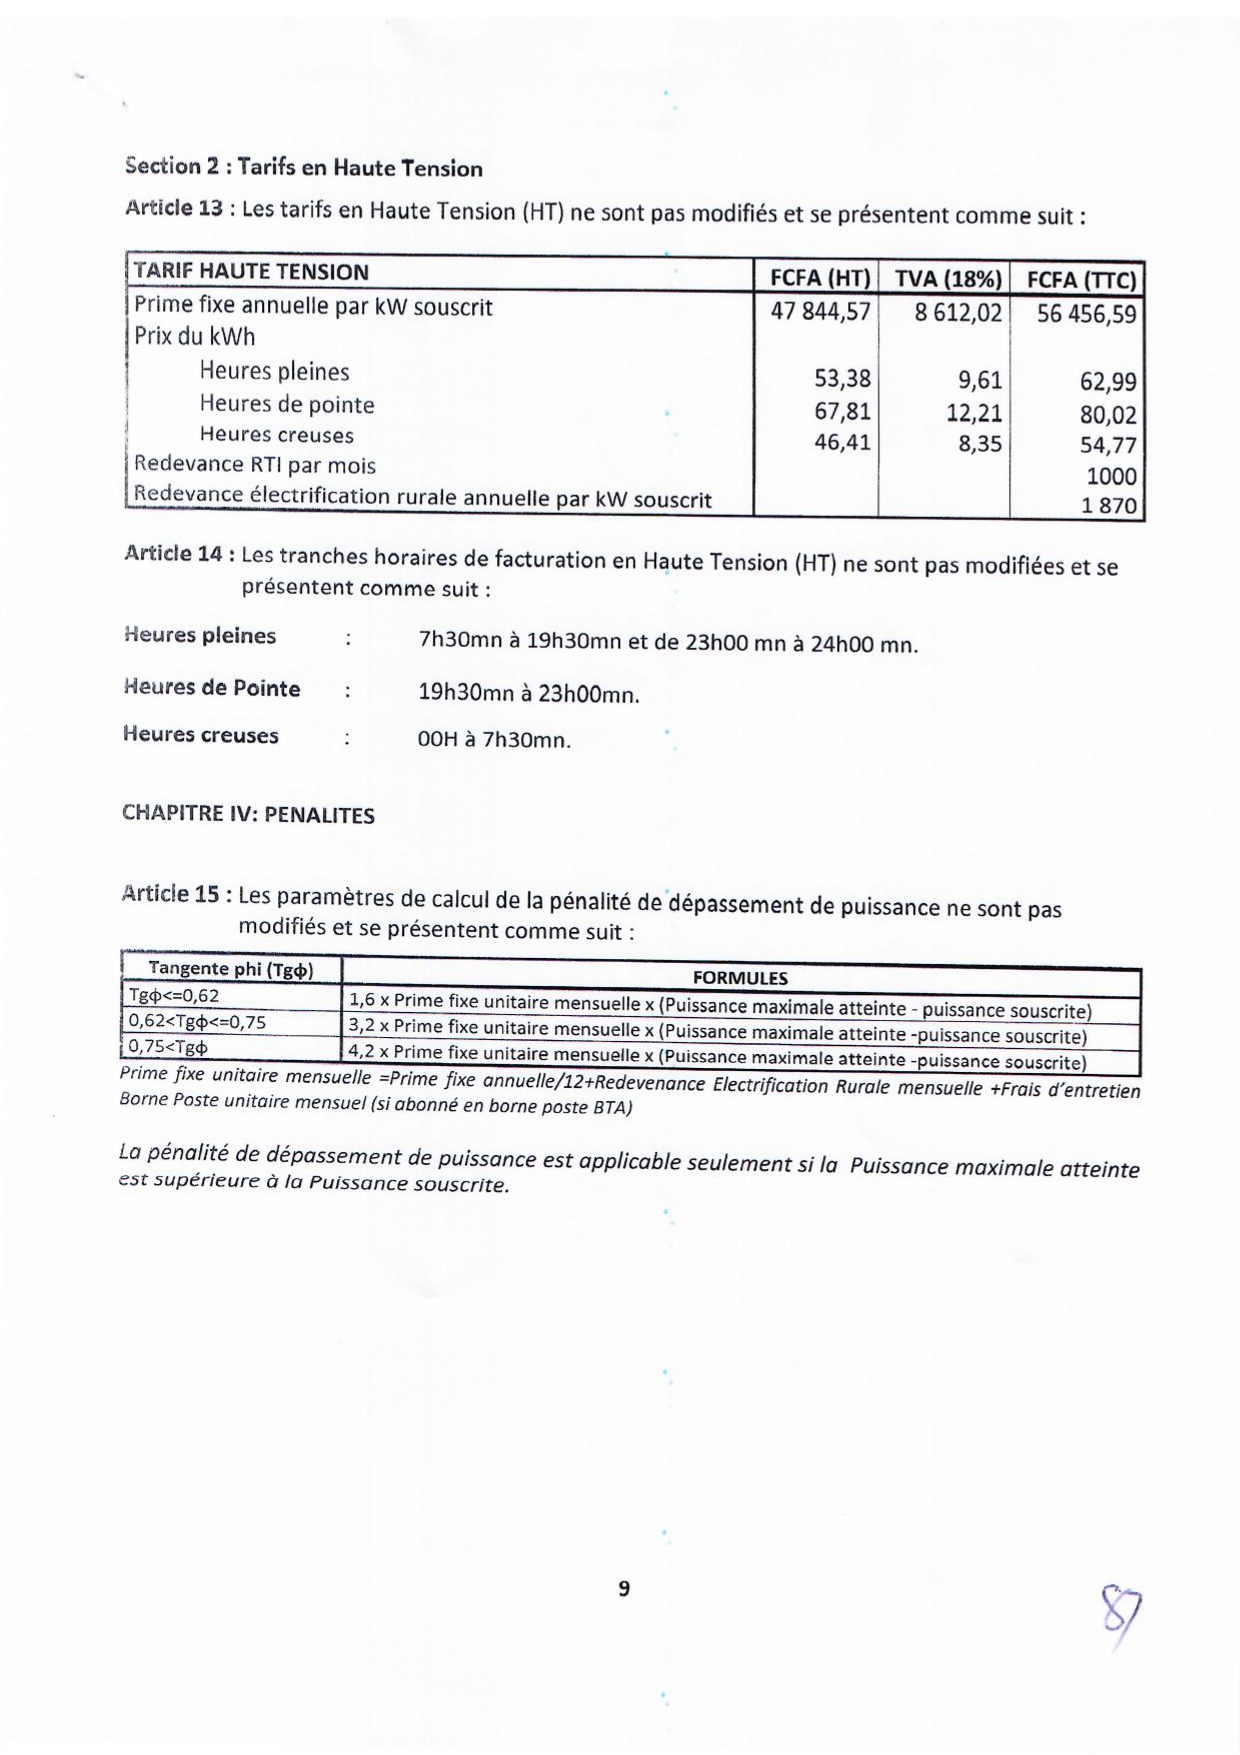 Section 2 : Tarifs en Haute Tension
Article 13 : Les tarifs en Haute Tension (HT) ne sont pas modifiés et se présentent comme suit :
TARIF HAUTE TENSION FCFA (HT) TVA (18%) FCFA (TTC)
Prime fixe annuelle par kW souscrit 47 844,57 8 612,02 56 456,59
Prix du kWh
Heures pleines 53,38 9,61 62,99
Heures de pointe 67,81 12,21 80,02
Heures creuses 46,41 8,35 54,77
Redevance RTI par mois 1000
Redevance électrification rurale annuelle par kW souscrit 1 870
Article 14 : Les tranches horaires de facturation en Haute Tension (HT) ne sont pas modifiées et se
présentent comme suit :
Heures pleines : 7h30mn à 19h30mn et de 23h00 mn à 24h00 mn.
Heures de Pointe : 19h30mn à 23h00mn.
Heures creuses : 00H à 7h30mn.
CHAPITRE IV: PENALITES
Article 15 : Les paramètres de calcul de la pénalité de dépassement de puissance ne sont pas
modifiés et se présentent comme suit :
Tangente phi (Tgɸ) FORMULES
Tgɸ<=0,62 1,6 x Prime fixe unitaire mensuelle x (Puissance maximale atteinte - puissance souscrite)
0,62<Tgɸ<=0,75 3,2 x Prime fixe unitaire mensuelle x (Puissance maximale atteinte -puissance souscrite)
0,75<Tgɸ 4,2 x Prime fixe unitaire mensuelle x (Puissance maximale atteinte -puissance souscrite)
Prime fixe unitaire mensuelle =Prime fixe annuelle/12+Redevenance Electrification Rurale mensuelle +Frais d'entretien
Borne Poste unitaire mensuel (si abonné en borne poste BTA)
La pénalité de dépassement de puissance est applicable seulement si la Puissance maximale atteinte
est supérieure à la Puissance souscrite.
9